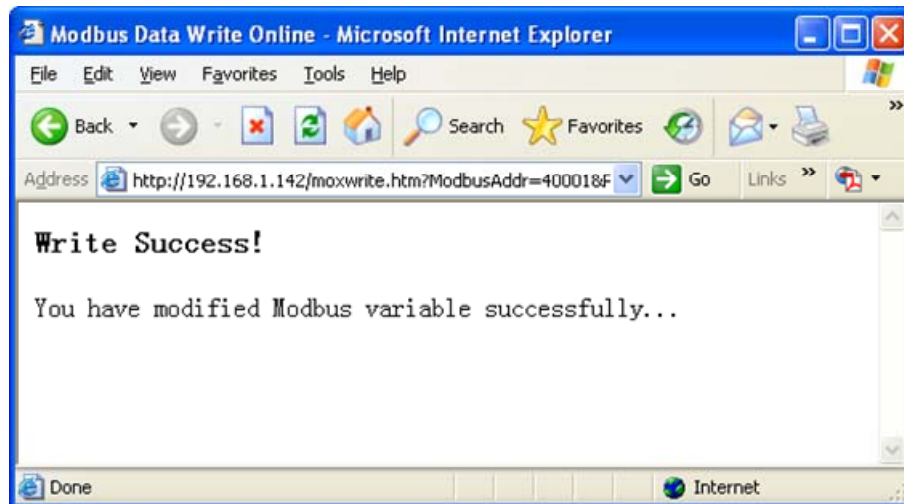 Modbus Data Write Online - Microsoft Internet Explorer
File Edit View Favorites Tools Help
Back Search Favorites »
Address http://192.168.1.142/moxwrite.htm?ModbusAddr=40001&F Go Links »
Write Success!
You have modified Modbus variable successfully...
Done Internet